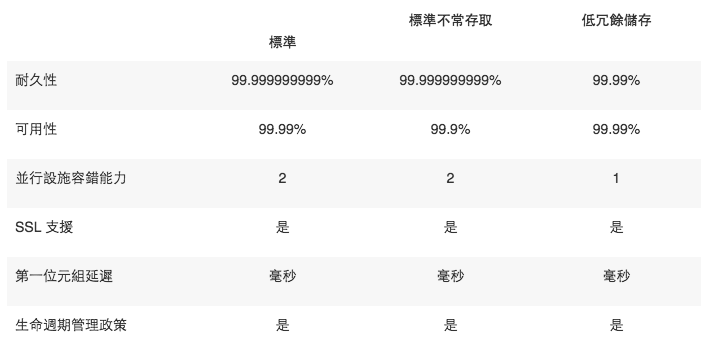 標準 標準不常存取 低冗餘儲存
耐久性 99.999999999% 99.999999999% 99.99%
可用性 99.99% 99.9% 99.99%
並行設施容錯能力 2 2 1
SSL 支援 是 是 是
第一位元組延遲 毫秒 毫秒 毫秒
生命週期管理政策 是 是 是